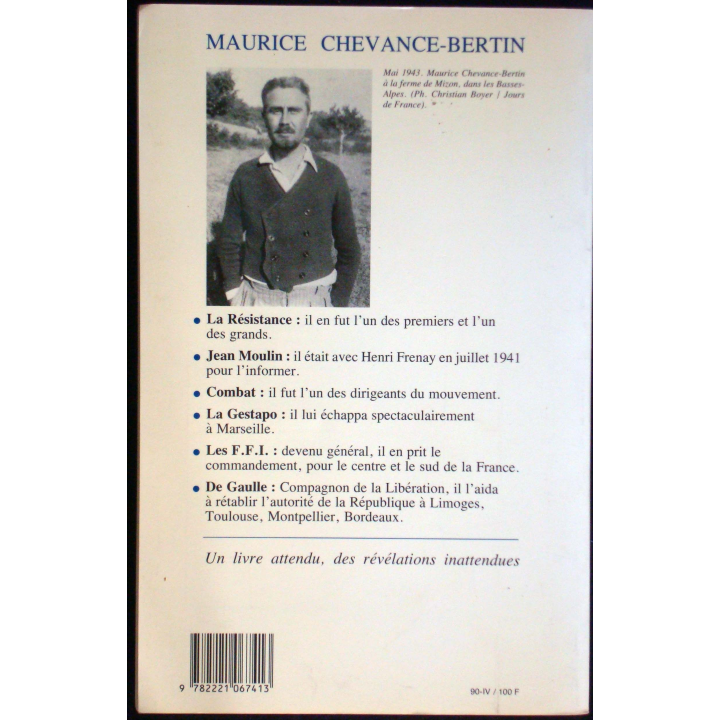 MAURICE CHEVANCE-BERTIN
Mai 1943. Maurice Chevance-Bertin
à la ferme de Mizon, dans les Basses-
Alpes. (Ph. Christian Boyer / Jours
de France).
• La Résistance : il en fut l'un des premiers et l'un
des grands.
• Jean Moulin : il était avec Henri Frenay en juillet 1941
pour l'informer.
• Combat : il fut l'un des dirigeants du mouvement.
• La Gestapo : il lui échappa spectaculairement
à Marseille.
• Les F.F.I. : devenu général, il en prit le
commandement, pour le centre et le sud de la France.
• De Gaulle : Compagnon de la Libération, il l'aida
à rétablir l'autorité de la République à Limoges,
Toulouse, Montpellier, Bordeaux.
Un livre attendu, des révélations inattendues
9 782221 067413
90-IV / 100 F